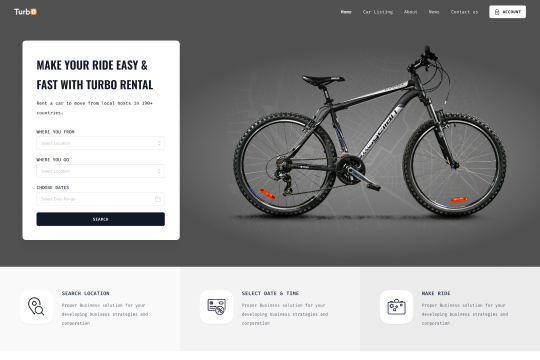 Turbo
Home Car Listing About News Contact us ACCOUNT
MAKE YOUR RIDE EASY &
FAST WITH TURBO RENTAL
Rent a car to move from local hosts in 190+
countries.
WHERE YOU FROM
Select Location
WHERE YOU GO
Select Location
CHOOSE DATES
Select Date Range
SEARCH
SEARCH LOCATION
Proper Business solution for your
developing business strategies and
corporation
SELECT DATE & TIME
Proper Business solution for your
developing business strategies and
corporation
MAKE RIDE
Proper Business solution for your
developing business strategies and
corporation